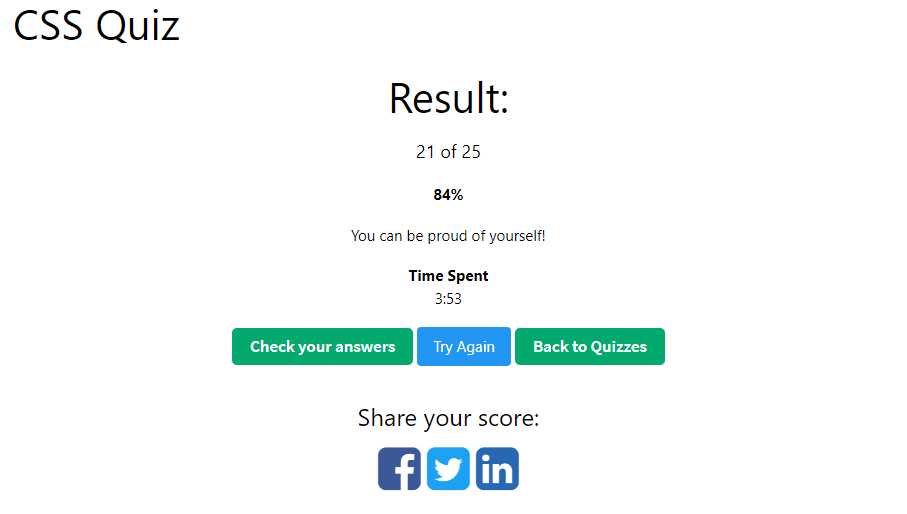 CSS Quiz
Result:
21 of 25
84%
You can be proud of yourself!
Time Spent
3:53
Check your answers Try Again Back to Quizzes
Share your score: